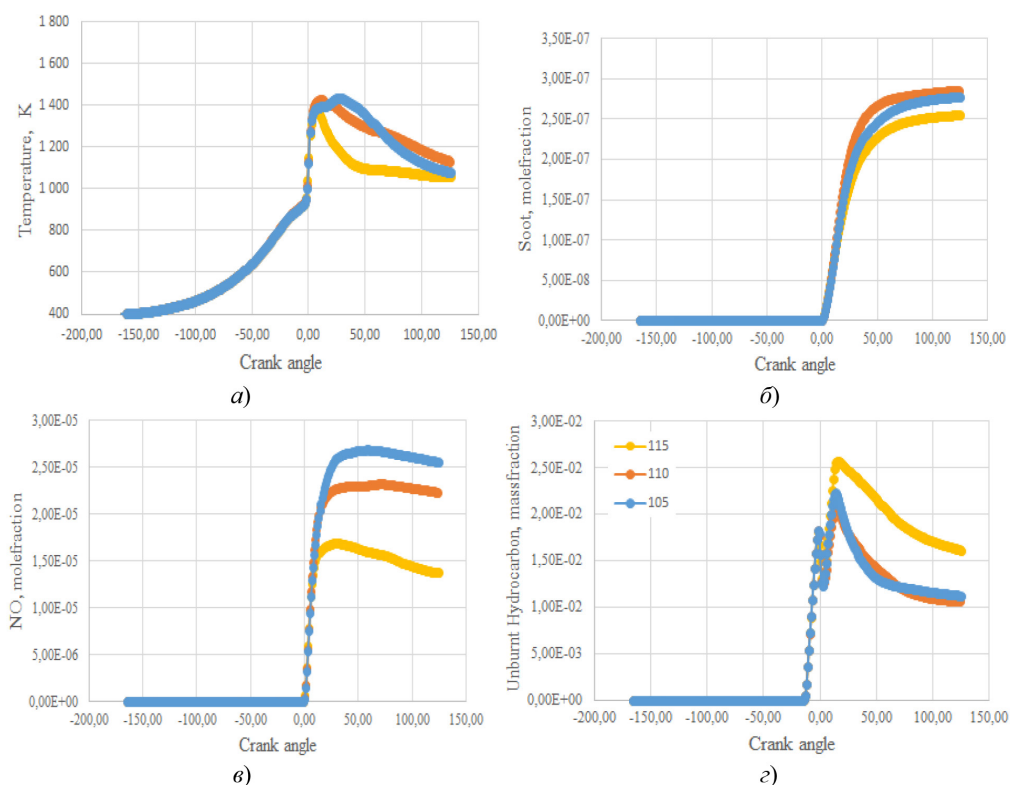 1 800
1 600
1 400
1 200
1 000
800
600
400
-200,00 -150,00 -100,00 -50,00 0,00 50,00 100,00 150,00
Temperature, K
Crank angle
а)
3,50E-07
3,00E-07
2,50E-07
2,00E-07
1,50E-07
1,00E-07
5,00E-08
0,00E+00
-200,00 -150,00 -100,00 -50,00 0,00 50,00 100,00 150,00
Soot, molefraction
Crank angle
б)
3,00E-05
2,50E-05
2,00E-05
1,50E-05
1,00E-05
5,00E-06
0,00E+00
-200,00 -150,00 -100,00 -50,00 0,00 50,00 100,00 150,00
NO, molefraction
Crank angle
в)
3,00E-02
2,50E-02
2,00E-02
1,50E-02
1,00E-02
5,00E-03
0,00E+00
-200,00 -150,00 -100,00 -50,00 0,00 50,00 100,00 150,00
Unburnt Hydrocarbon, massfraction
115
110
105
Crank angle
г)